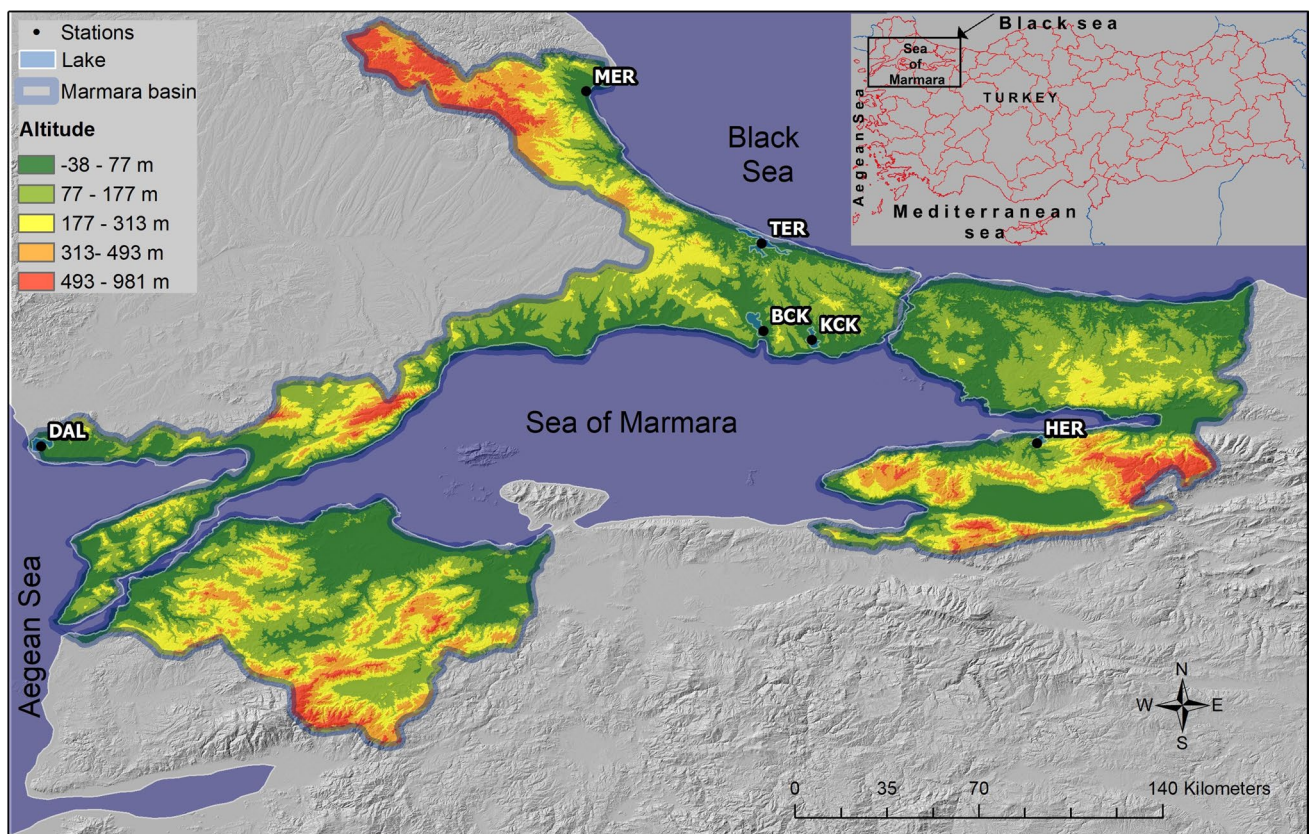 Stations
Lake
Marmara basin
Altitude
-38 - 77 m
77 - 177 m
177 - 313 m
313- 493 m
493 - 981 m
Black sea
Sea
of
Marmara
TURKEY
Aegean Sea
Mediterranean
sea
MER
Black
Sea
TER
BCK
KCK
DAL
Sea of Marmara
HER
Aegean Sea
N
W
E
S
0
35
70
140 Kilometers